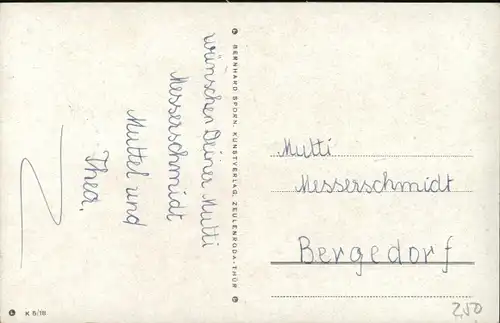 wünschen Deiner Mutti
Messerschmidt
Muttel und
Thea.
BERNHARD SPORN, KUNSTVERLAG, ZEULENRODA-THÜR
Mutti
Messerschmidt
Bergedorf
K 6/18
2,50